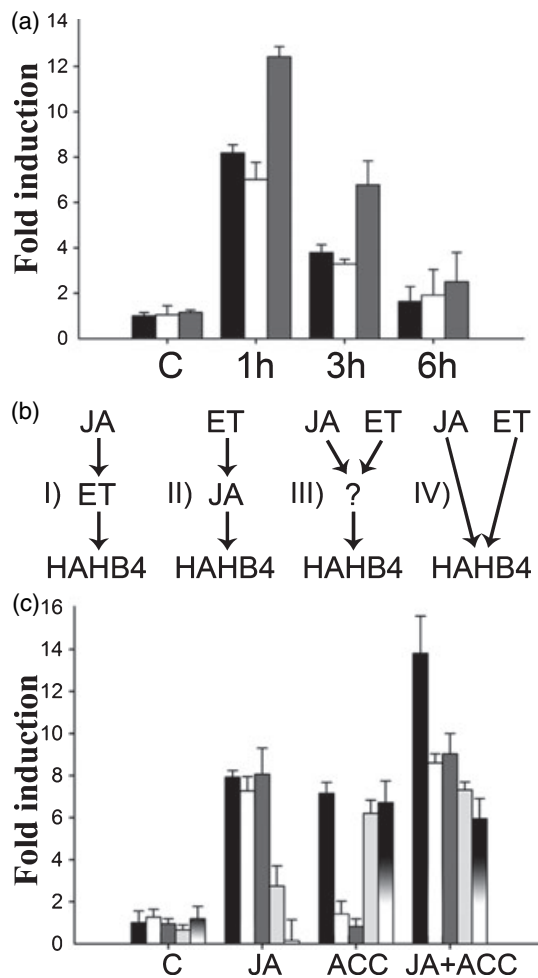 (a)
14
12
10
8
6
4
2
0
Fold induction
C 1h 3h 6h
(b)
JA ET JA ET JA ET
I) ET II) JA III) ? IV)
HAHB4 HAHB4 HAHB4 HAHB4
(c)
16
14
12
10
8
6
4
2
0
Fold induction
C JA ACC JA+ACC